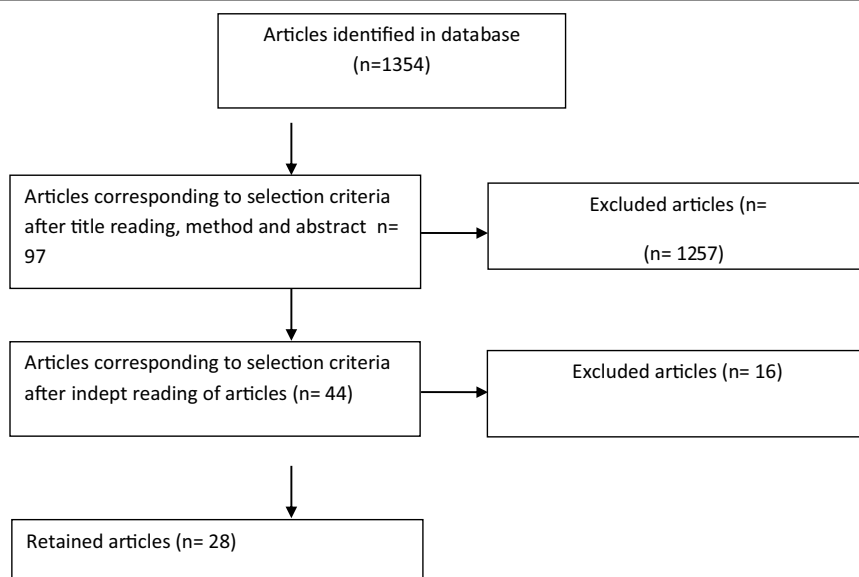 Articles identified in database
(n=1354)
Articles corresponding to selection criteria
after title reading, method and abstract n=
97
Excluded articles (n=
(n= 1257)
Articles corresponding to selection criteria
after indept reading of articles (n= 44)
Excluded articles (n= 16)
Retained articles (n= 28)